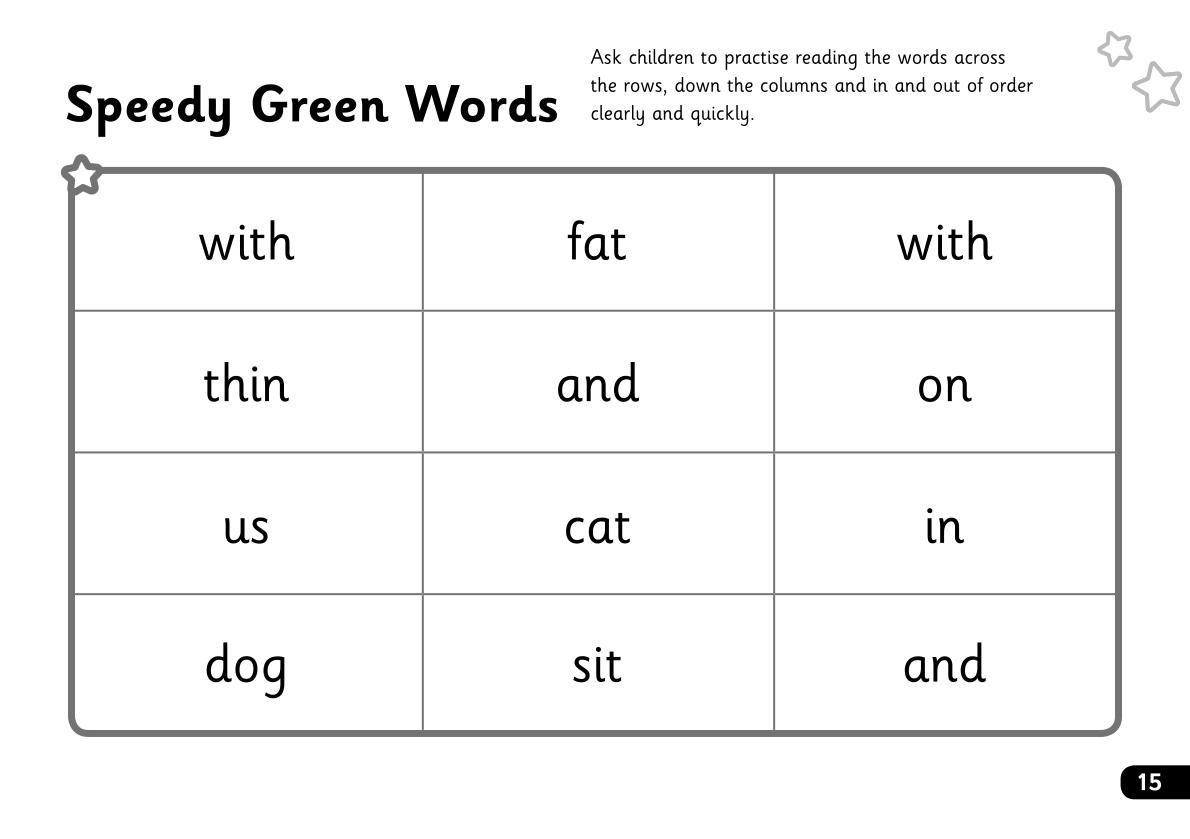 Speedy Green Words
Ask children to practise reading the words across
the rows, down the columns and in and out of order
clearly and quickly.
with fat with
thin and on
us cat in
dog sit and
15